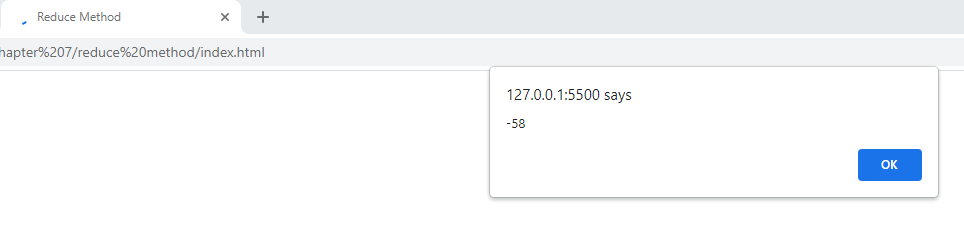 Reduce Method
hapter%207/reduce%20method/index.html
127.0.0.1:5500 says
-58
OK